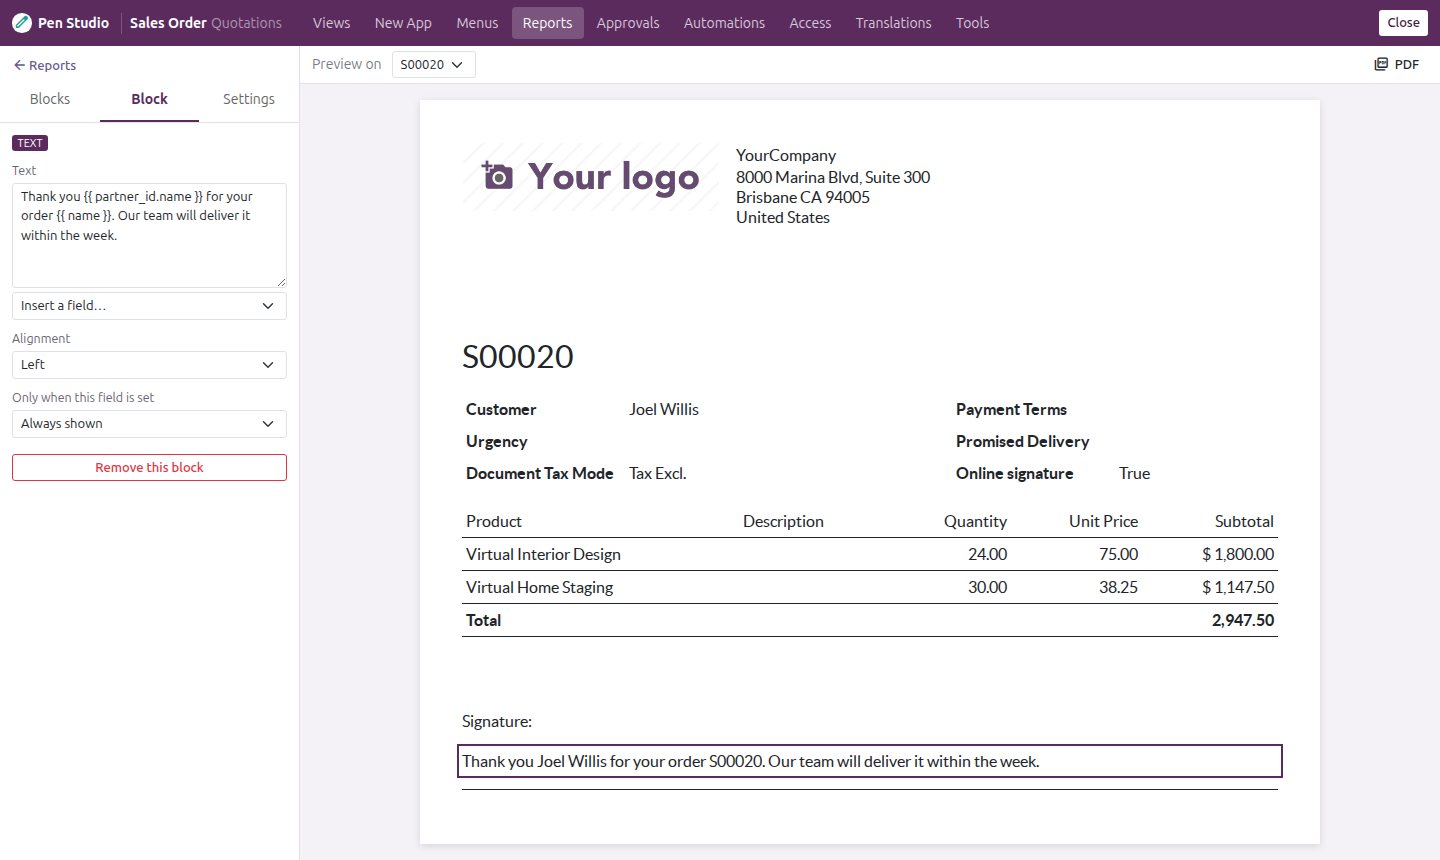 Pen Studio Sales Order Quotations Views New App Menus Reports Approvals Automations Access Translations Tools Close
Reports
Preview on S00020 PDF
Blocks Block Settings
TEXT
Text
Thank you {{ partner_id.name }} for your
order {{ name }}. Our team will deliver it
within the week.
Insert a field...
Alignment
Left
Only when this field is set
Always shown
Remove this block
Your logo
YourCompany
8000 Marina Blvd, Suite 300
Brisbane CA 94005
United States
S00020
Customer Joel Willis Payment Terms
Urgency Promised Delivery
Document Tax Mode Tax Excl. Online signature True
Product Description Quantity Unit Price Subtotal
Virtual Interior Design 24.00 75.00 $ 1,800.00
Virtual Home Staging 30.00 38.25 $ 1,147.50
Total 2,947.50
Signature:
Thank you Joel Willis for your order S00020. Our team will deliver it within the week.